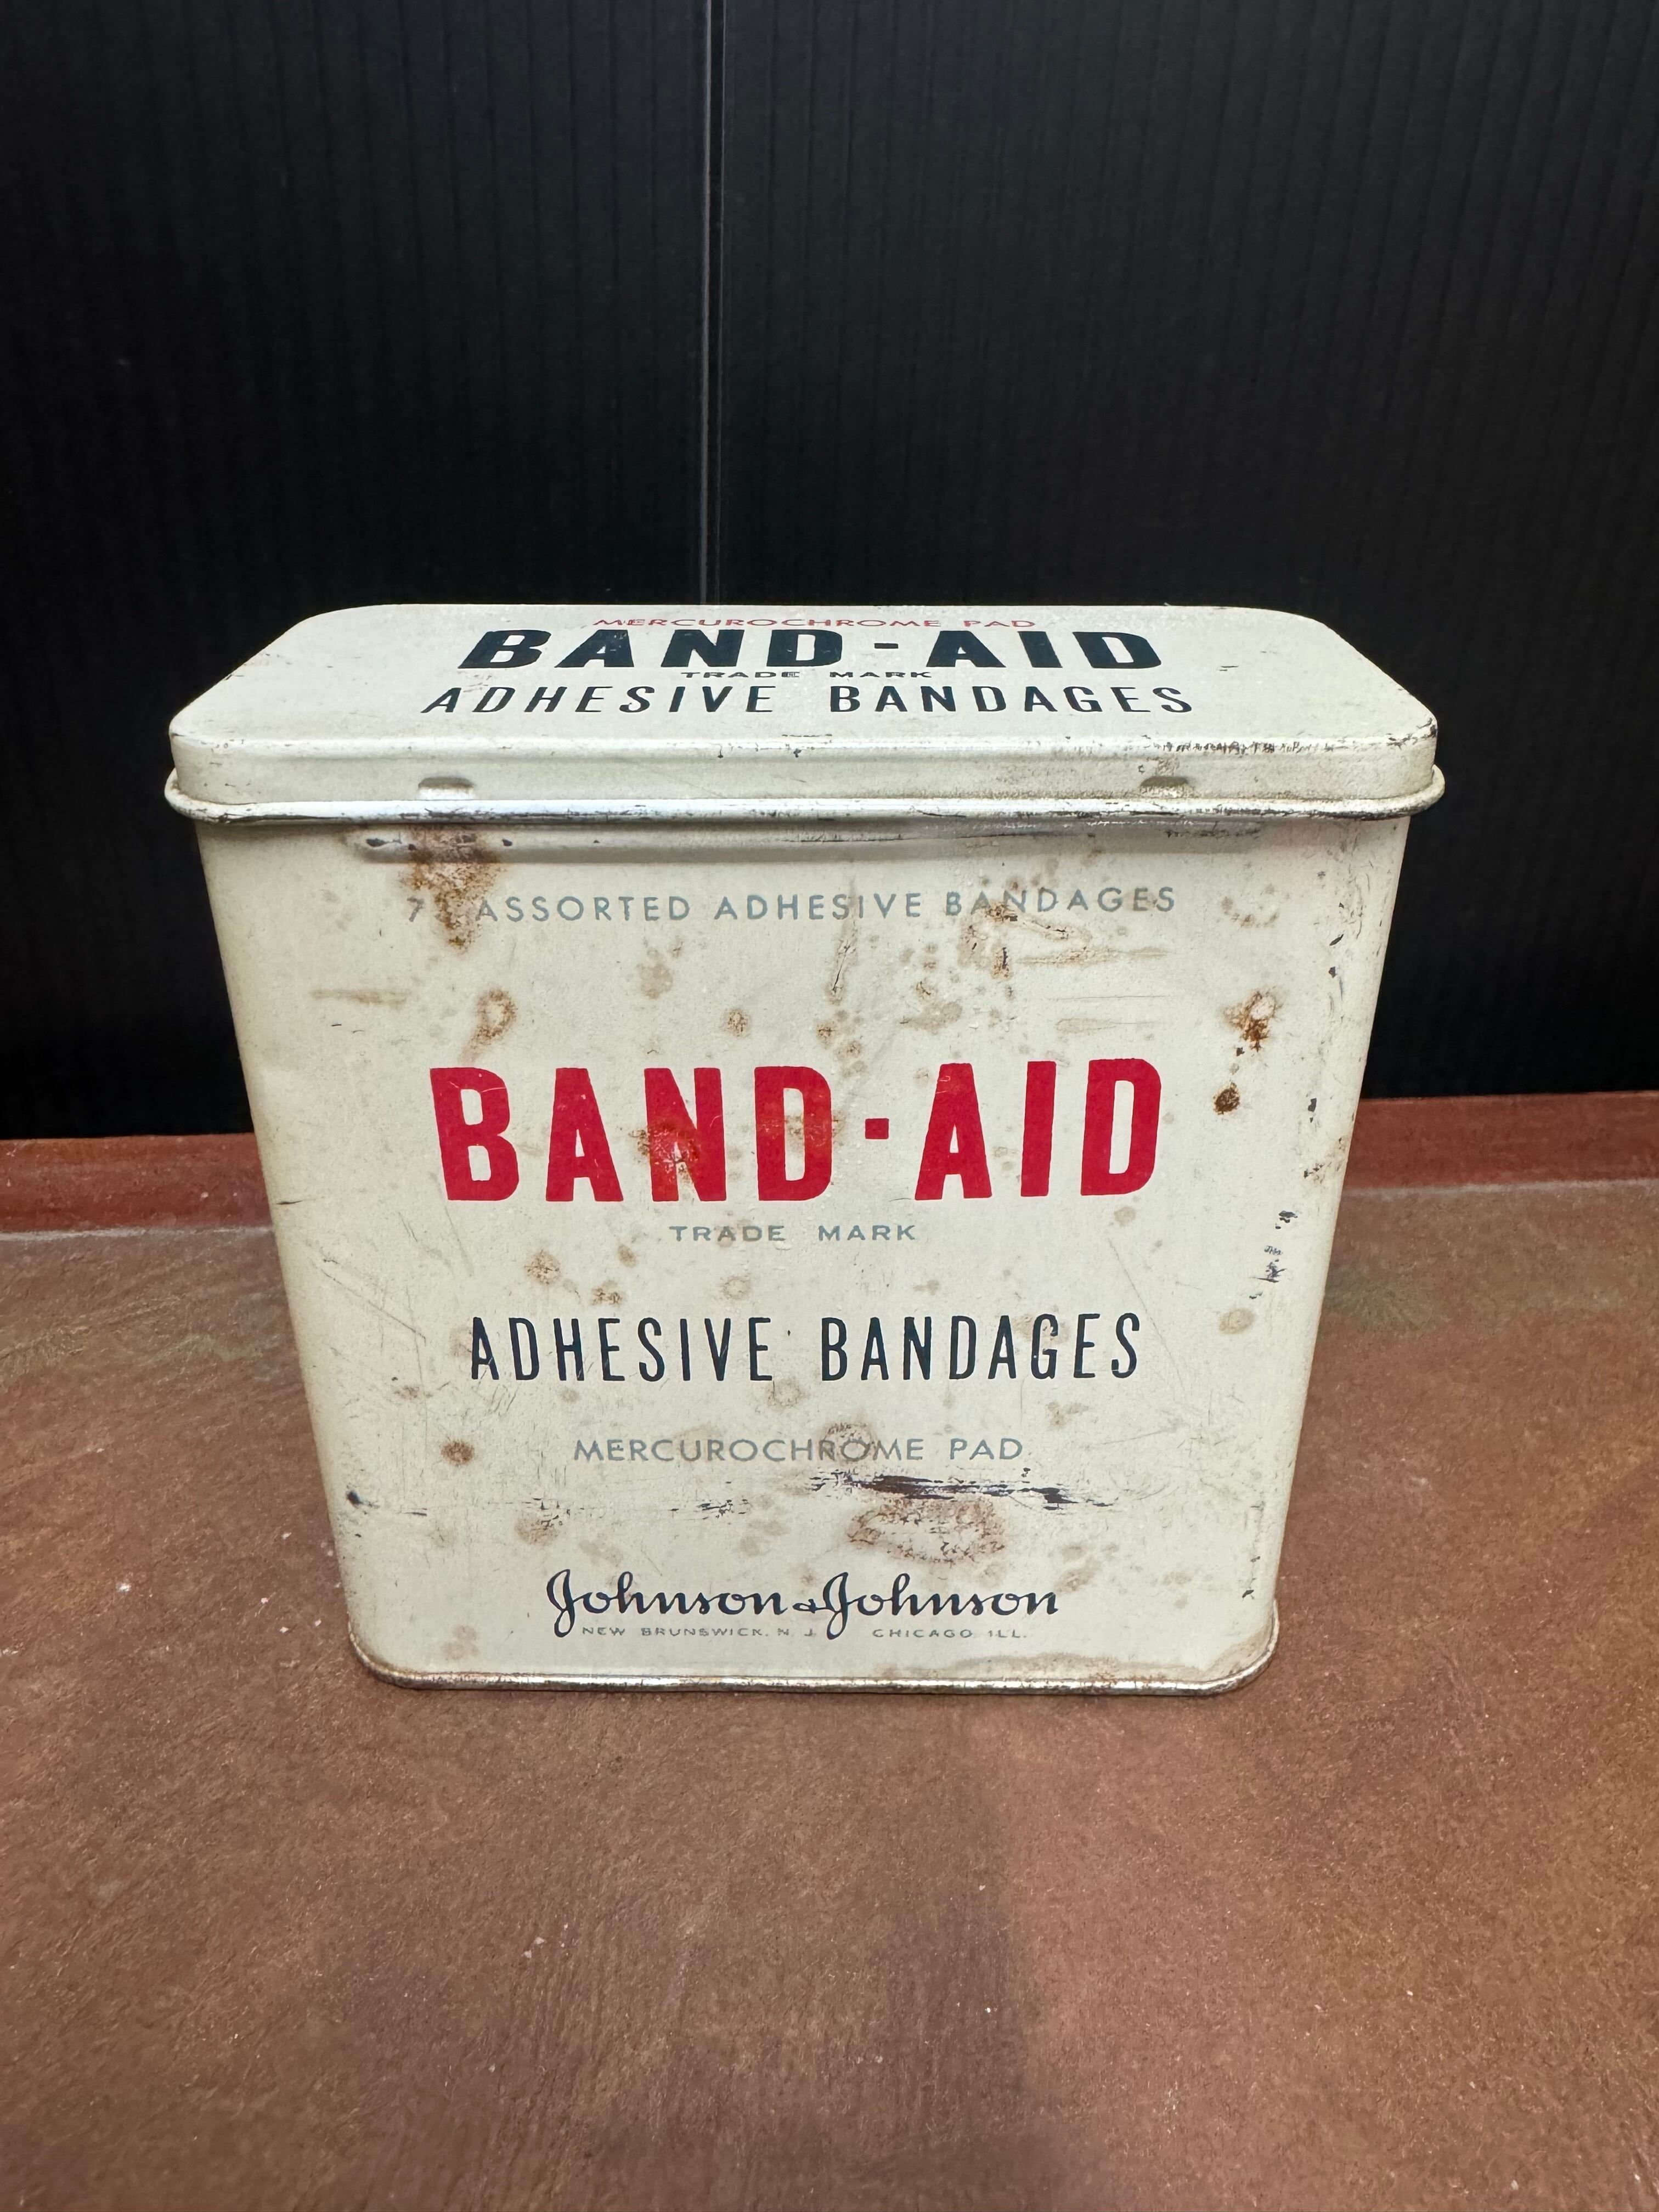 MERCUROCHROME PAD
BAND-AID
TRADE MARK
ADHESIVE BANDAGES
ASSORTED ADHESIVE BANDAGES
BAND-AID
TRADE MARK
ADHESIVE BANDAGES
MERCUROCHROME PAD
Johnson & Johnson
NEW BRUNSWICK, N. J. CHICAGO, ILL.